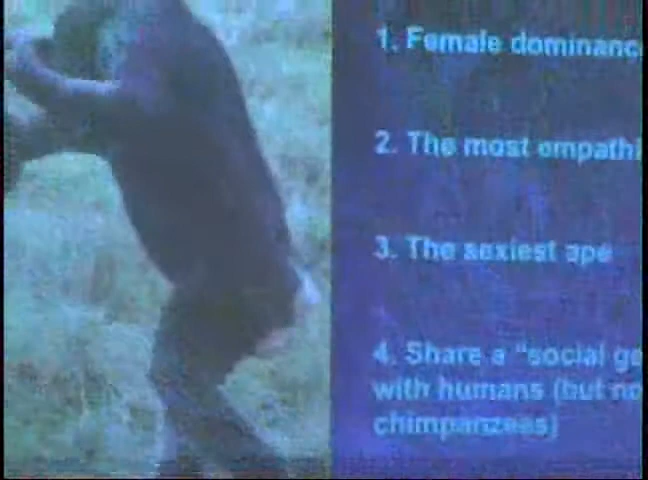 1. Female dominanc
2. The most empathi
3. The sexiest ape
4. Share a "social ge
with humans (but no
chimpanzees)